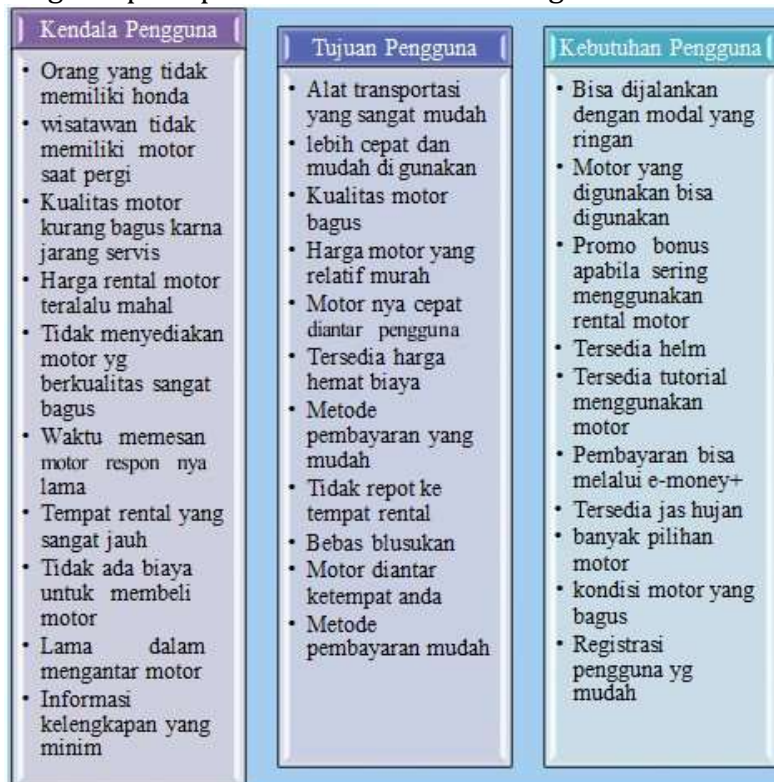 Kendala Pengguna
• Orang yang tidak
memiliki honda
• wisatawan tidak
memiliki motor
saat pergi
• Kualitas motor
kurang bagus karna
jarang servis
• Harga rental motor
teralalu mahal
• Tidak menyediakan
motor yg
berkualitas sangat
bagus
• Waktu memesan
motor respon nya
lama
• Tempat rental yang
sangat jauh
• Tidak ada biaya
untuk membeli
motor
• Lama dalam
mengantar motor
• Informasi
kelengkapan yang
minim
Tujuan Pengguna
• Alat transportasi
yang sangat mudah
• lebih cepat dan
mudah di gunakan
• Kualitas motor
bagus
• Harga motor yang
relatif murah
• Motor nya cepat
diantar pengguna
• Tersedia harga
hemat biaya
• Metode
pembayaran yang
mudah
• Tidak repot ke
tempat rental
• Bebas blusukan
• Motor diantar
ketempat anda
• Metode
pembayaran mudah
Kebutuhan Pengguna
• Bisa dijalankan
dengan modal yang
ringan
• Motor yang
digunakan bisa
digunakan
• Promo bonus
apabila sering
menggunakan
rental motor
• Tersedia helm
• Tersedia tutorial
menggunakan
motor
• Pembayaran bisa
melalui e-money+
• Tersedia jas hujan
• banyak pilihan
motor
• kondisi motor yang
bagus
• Registrasi
pengguna yg
mudah